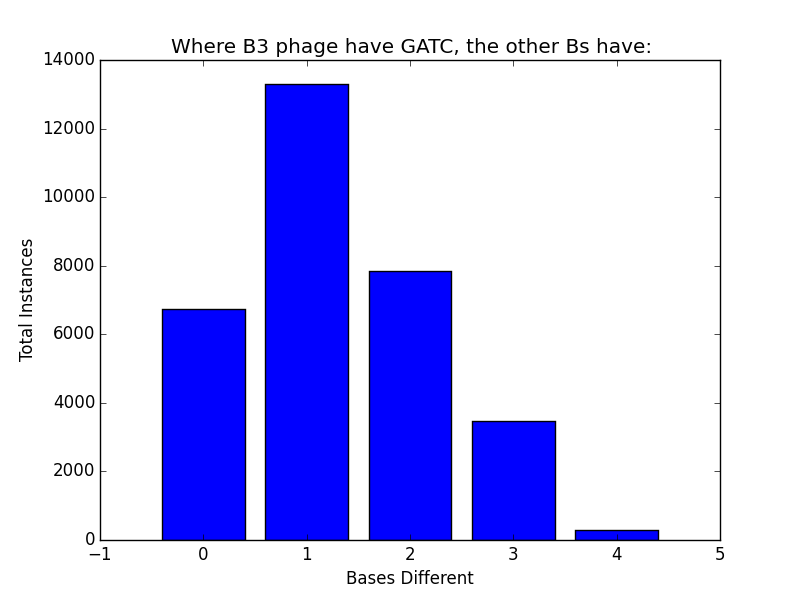 Where B3 phage have GATC, the other Bs have:
14000
12000
10000
8000
6000
4000
2000
0
Total Instances
−1 0 1 2 3 4 5
Bases Different